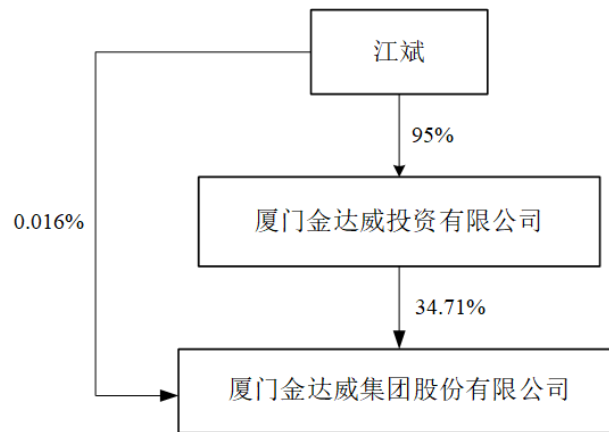 江斌
95%
0.016%
厦门金达威投资有限公司
34.71%
厦门金达威集团股份有限公司